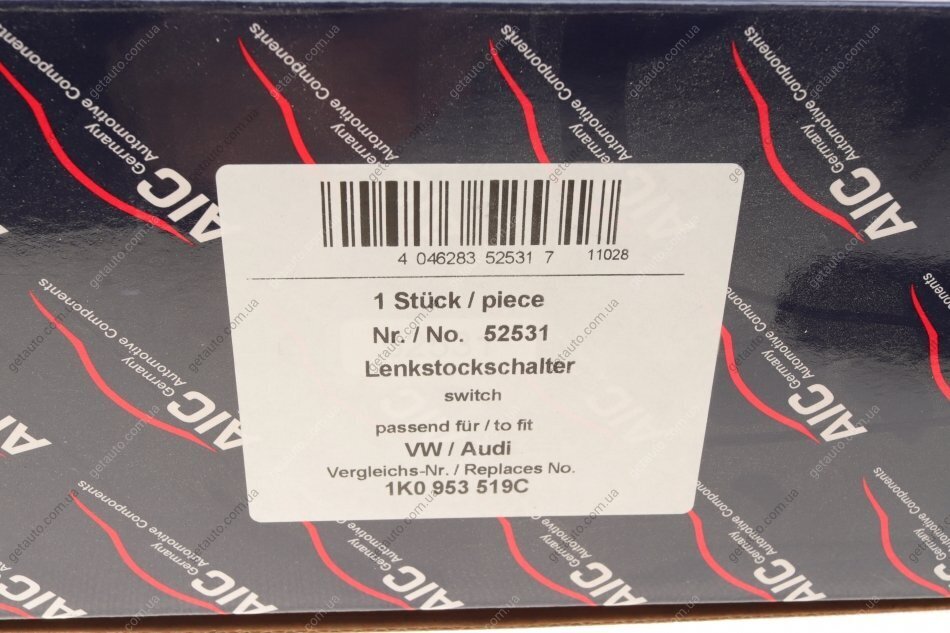 4 046283 52531 7 11028
1 Stück / piece
Nr. / No. 52531
Lenkstockschalter
switch
passend für / to fit
VW / Audi
Vergleichs-Nr. / Replaces No.
1K0 953 519C
AIC
Germany
Automotive Components
getauto.com.ua